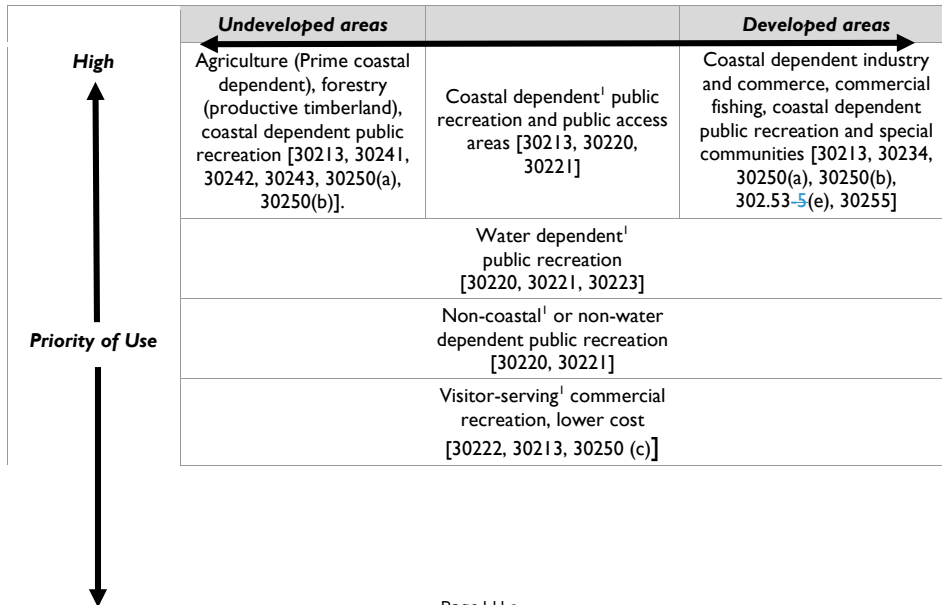 Undeveloped areas
Developed areas
High
Agriculture (Prime coastal
dependent), forestry
(productive timberland),
coastal dependent public
recreation [30213, 30241,
30242, 30243, 30250(a),
30250(b)].
Coastal dependent¹ public
recreation and public access
areas [30213, 30220,
30221]
Coastal dependent industry
and commerce, commercial
fishing, coastal dependent
public recreation and special
communities [30213, 30234,
30250(a), 30250(b),
302.53-5(e), 30255]
Water dependent¹
public recreation
[30220, 30221, 30223]
Priority of Use
Non-coastal¹ or non-water
dependent public recreation
[30220, 30221]
Visitor-serving¹ commercial
recreation, lower cost
[30222, 30213, 30250 (c)]